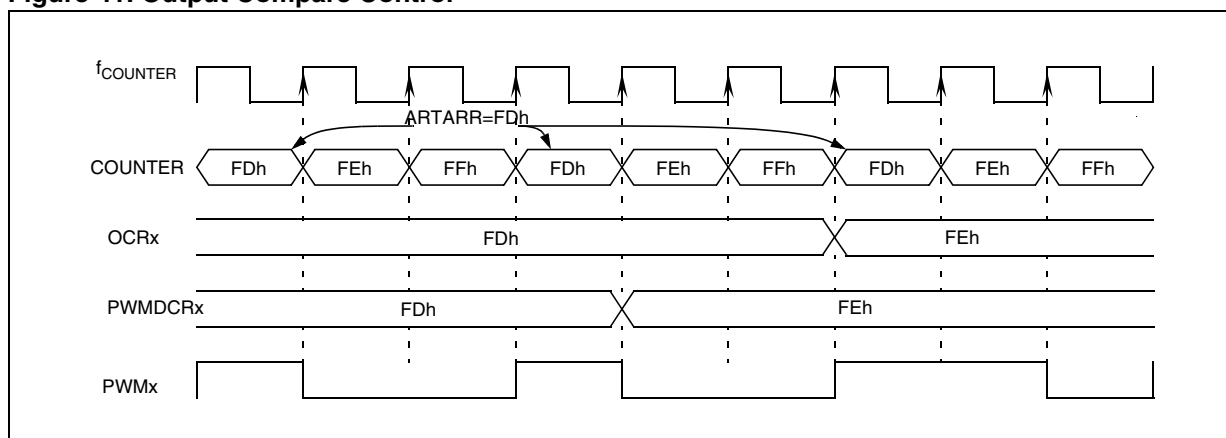 Figure 41. Output Compare Control
fCOUNTER
ARTARR=FDh
COUNTER FDh FEh FFh FDh FEh FFh FDh FEh FFh
OCRx FDh FEh
PWMDCRx FDh FEh
PWMx